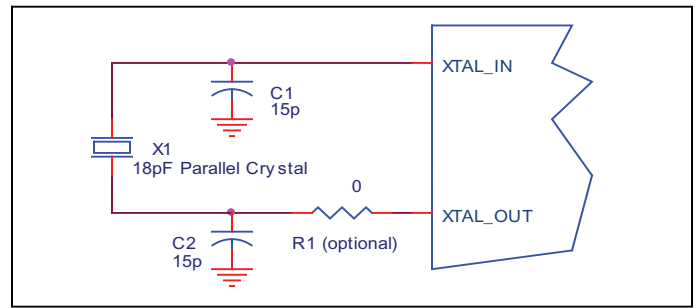 XTAL_IN
C1
15p
X1
18pF Parallel Crystal
0
XTAL_OUT
C2
15p
R1 (optional)